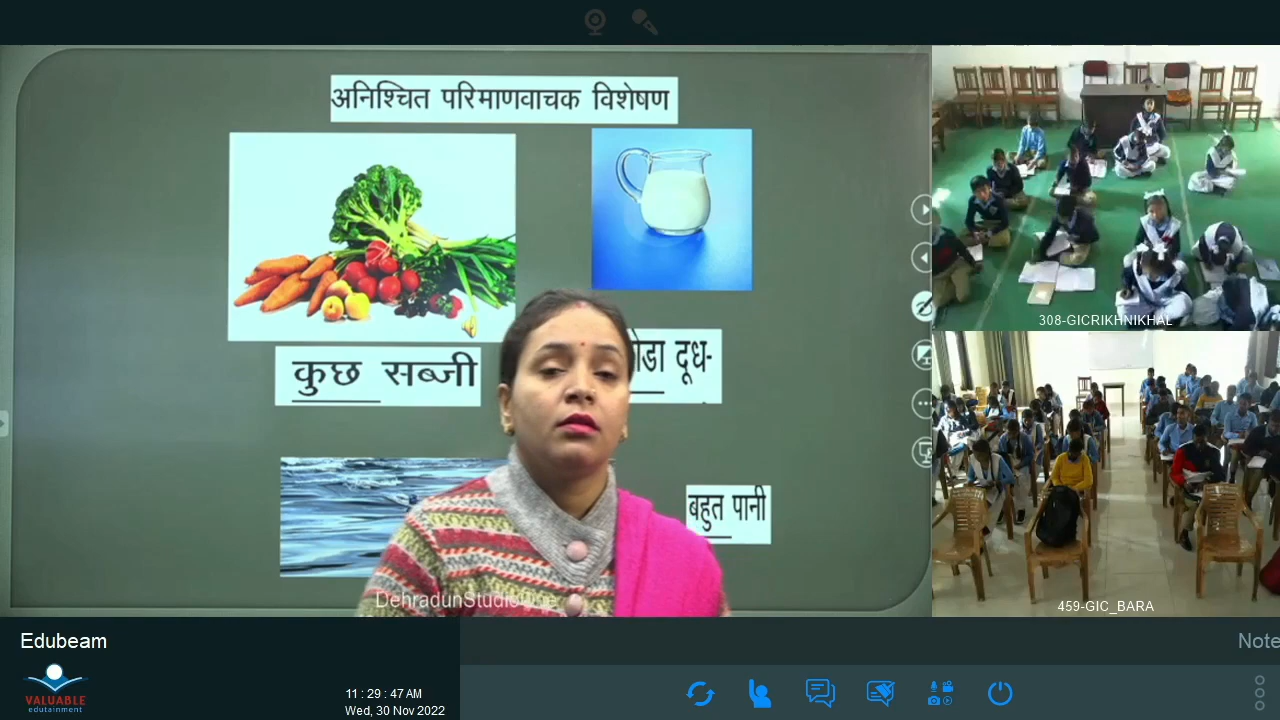 अनिश्चित परिमाणवाचक विशेषण
कुछ सब्जी
दूध-
बहुत पानी
DehradunStudio
308-GICRIKHNIKHAL
459-GIC_BARA
Edubeam
VALUABLE
edutainment
11 : 29 : 47 AM
Wed, 30 Nov 2022
Note